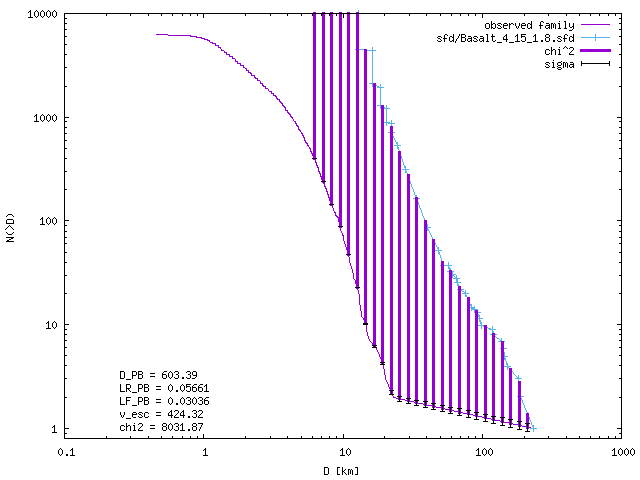 10000
1000
100
10
1
N(>D)
observed family
sfd/Basalt_4_15_1.8.sfd
chi^2
sigma
D_PB = 603.39
LR_PB = 0.05661
LF_PB = 0.03036
v_esc = 424.32
chi2 = 8031.87
0.1 1 10 100 1000
D [km]